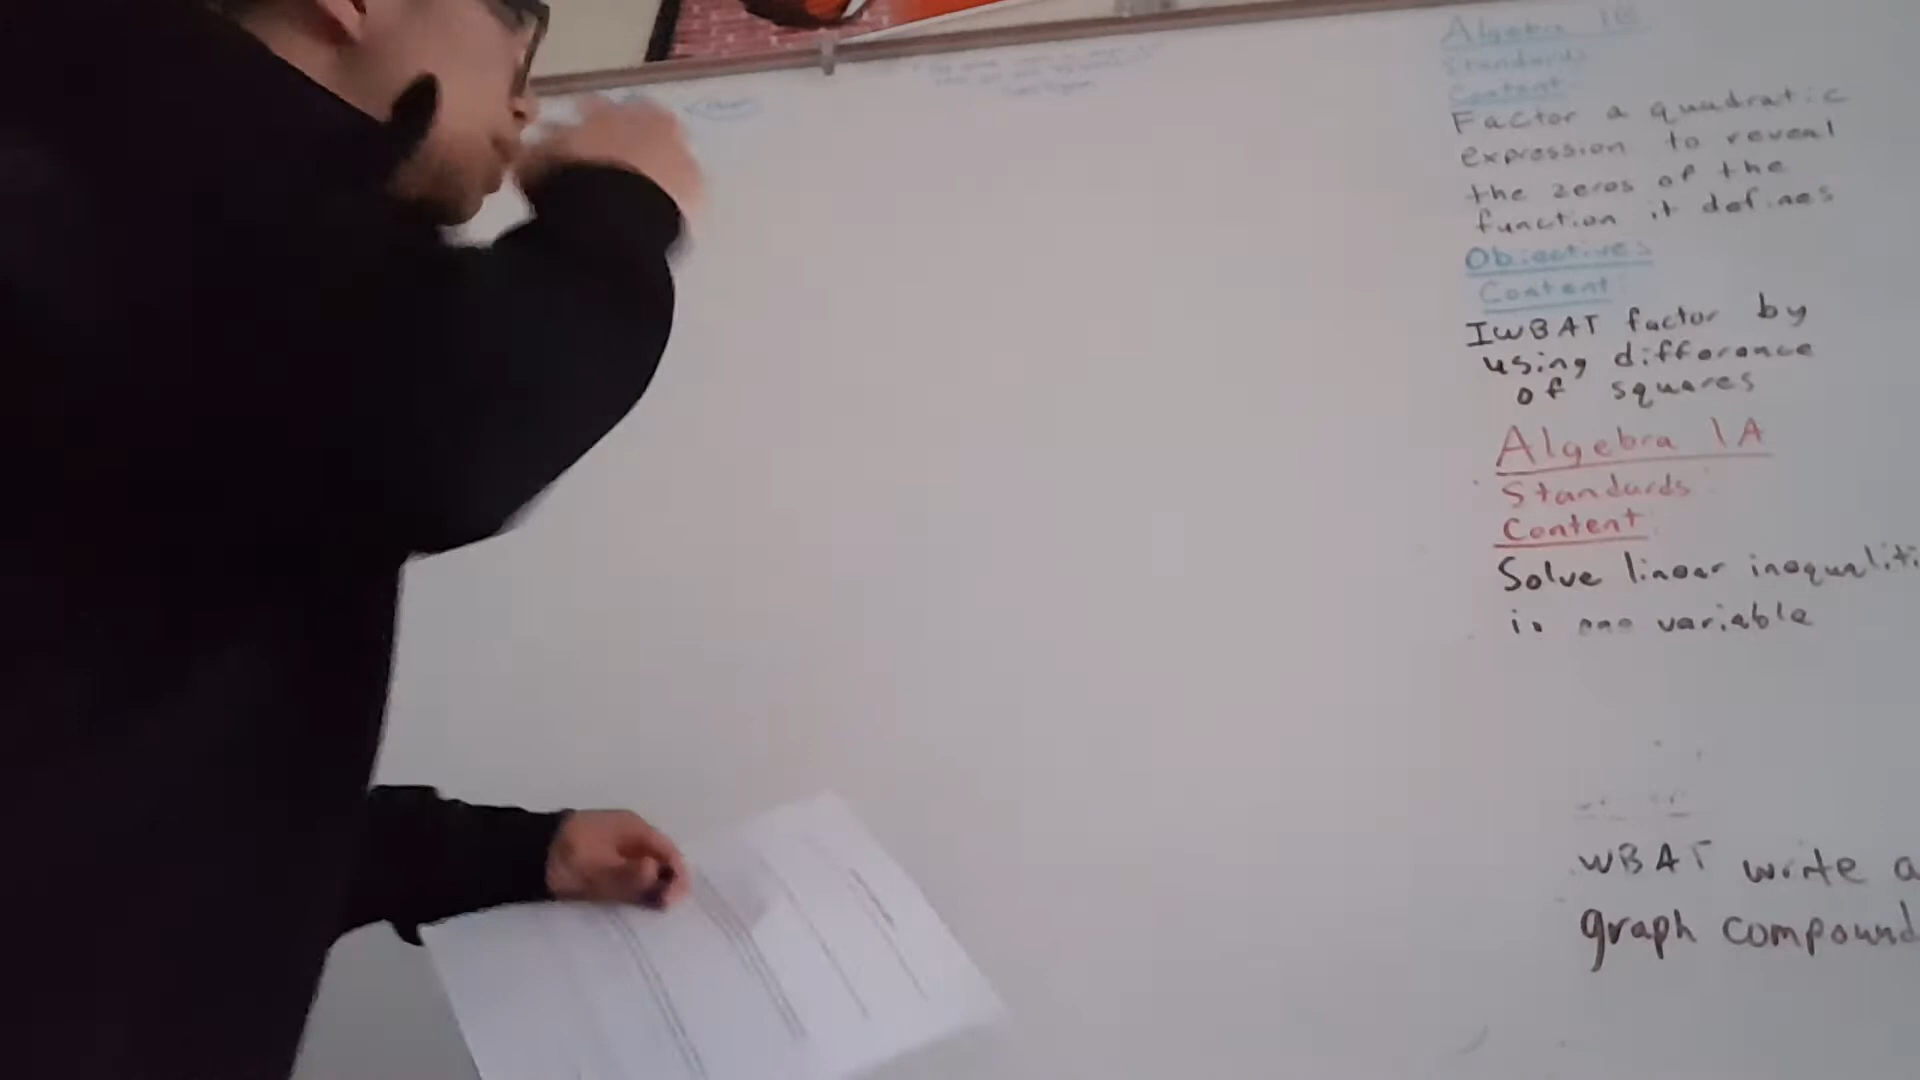 Algebra 1B
Standards
Content
Factor a quadratic
expression to reveal
the zeros of the
function it defines
Objectives
Content
IWBAT factor by
using difference
of squares
Algebra 1A
Standards
Content
Solve linear inequaliti
in one variable
WBAT write a
graph compound